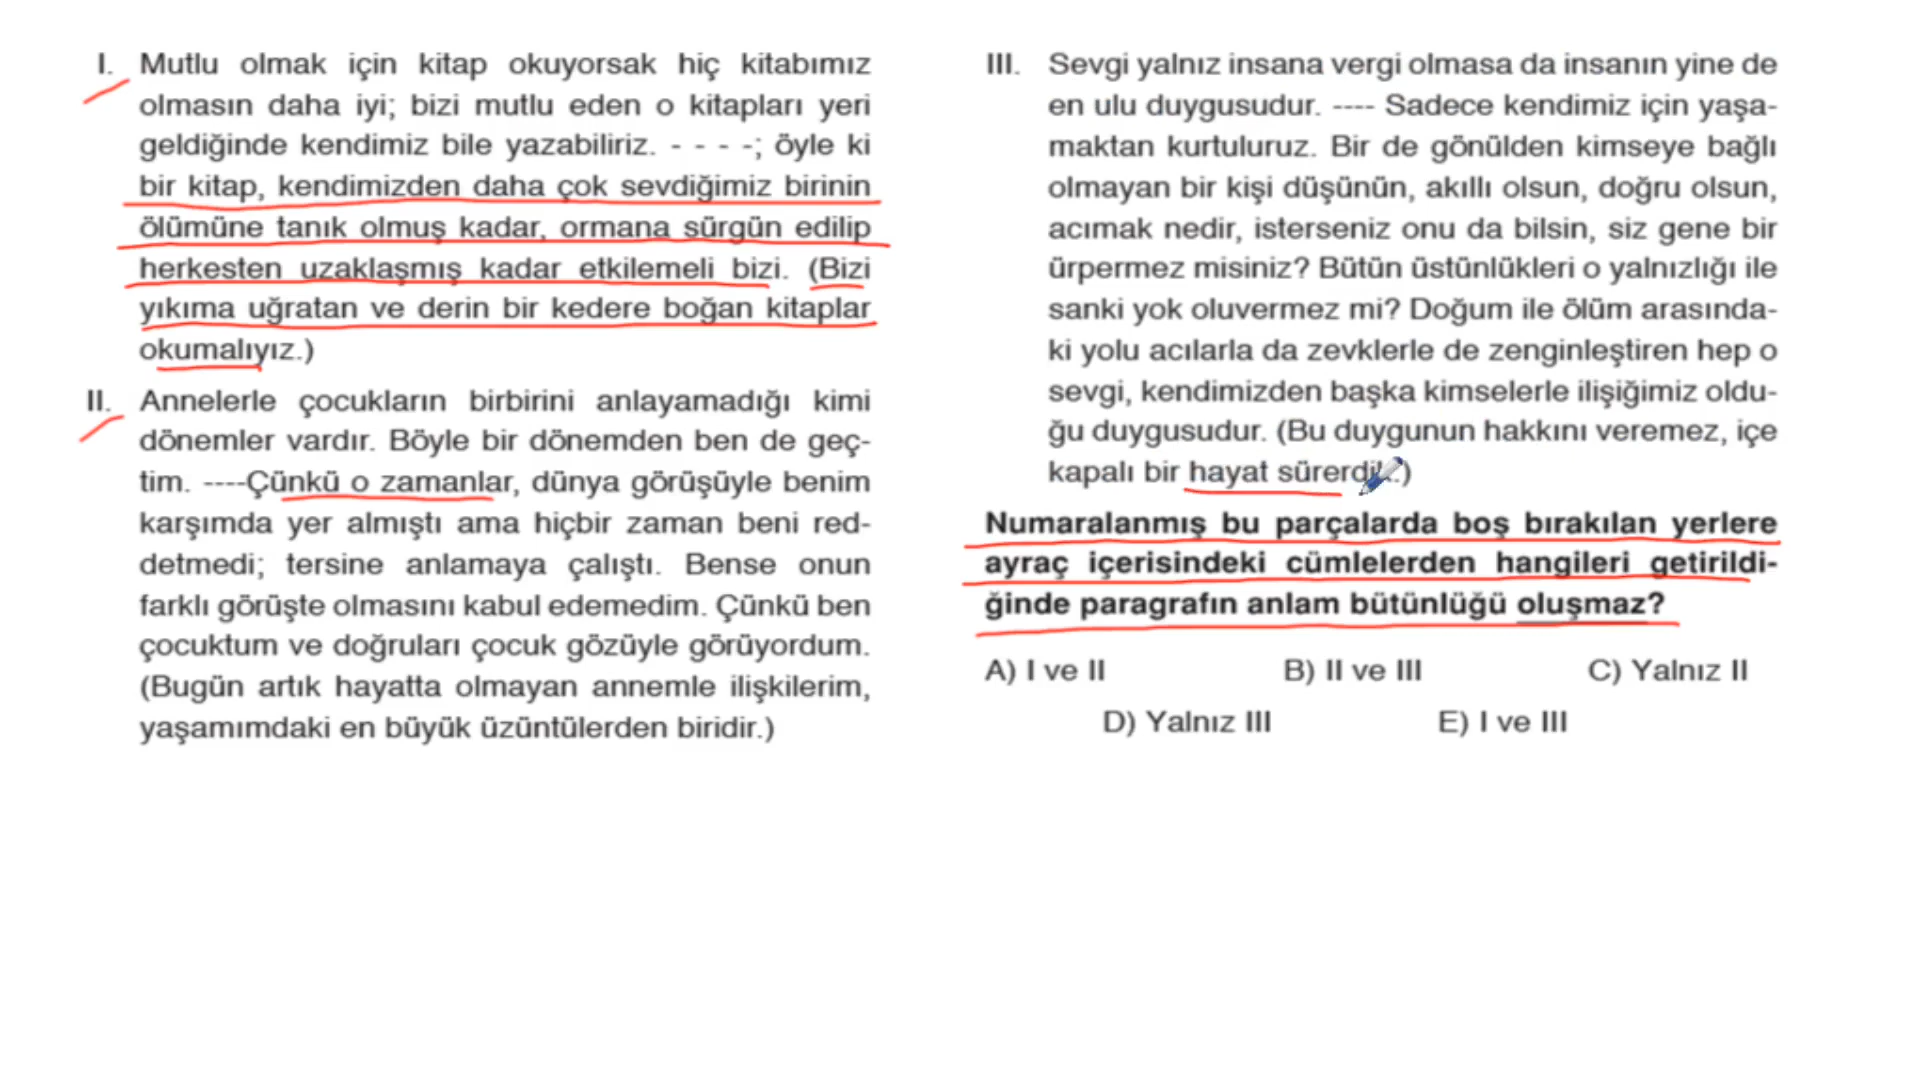 I. Mutlu olmak için kitap okuyorsak hiç kitabımız
olmasın daha iyi; bizi mutlu eden o kitapları yeri
geldiğinde kendimiz bile yazabiliriz. - - - -; öyle ki
bir kitap, kendimizden daha çok sevdiğimiz birinin
ölümüne tanık olmuş kadar, ormana sürgün edilip
herkesten uzaklaşmış kadar etkilemeli bizi. (Bizi
yıkıma uğratan ve derin bir kedere boğan kitaplar
okumalıyız.)
II. Annelerle çocukların birbirini anlayamadığı kimi
dönemler vardır. Böyle bir dönemden ben de geç-
tim. ----Çünkü o zamanlar, dünya görüşüyle benim
karşımda yer almıştı ama hiçbir zaman beni red-
detmedi; tersine anlamaya çalıştı. Bense onun
farklı görüşte olmasını kabul edemedim. Çünkü ben
çocuktum ve doğruları çocuk gözüyle görüyordum.
(Bugün artık hayatta olmayan annemle ilişkilerim,
yaşamımdaki en büyük üzüntülerden biridir.)
III. Sevgi yalnız insana vergi olmasa da insanın yine de
en ulu duygusudur. ---- Sadece kendimiz için yaşa-
maktan kurtuluruz. Bir de gönülden kimseye bağlı
olmayan bir kişi düşünün, akıllı olsun, doğru olsun,
acımak nedir, isterseniz onu da bilsin, siz gene bir
ürpermez misiniz? Bütün üstünlükleri o yalnızlığı ile
sanki yok oluvermez mi? Doğum ile ölüm arasında-
ki yolu acılarla da zevklerle de zenginleştiren hep o
sevgi, kendimizden başka kimselerle ilişiğimiz oldu-
ğu duygusudur. (Bu duygunun hakkını veremez, içe
kapalı bir hayat sürerdik.)
Numaralanmış bu parçalarda boş bırakılan yerlere
ayraç içerisindeki cümlelerden hangileri getirildi-
ğinde paragrafın anlam bütünlüğü oluşmaz?
A) I ve II B) II ve III C) Yalnız II
D) Yalnız III E) I ve III